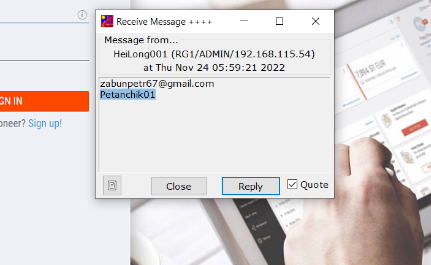 Receive Message ++++
Message from...
HeiLong001 (RG1/ADMIN/192.168.115.54)
at Thu Nov 24 05:59:21 2022
zabunpetr67@gmail.com
Petanchik01
GN IN
oneer? Sign up!
Close
Reply
Quote